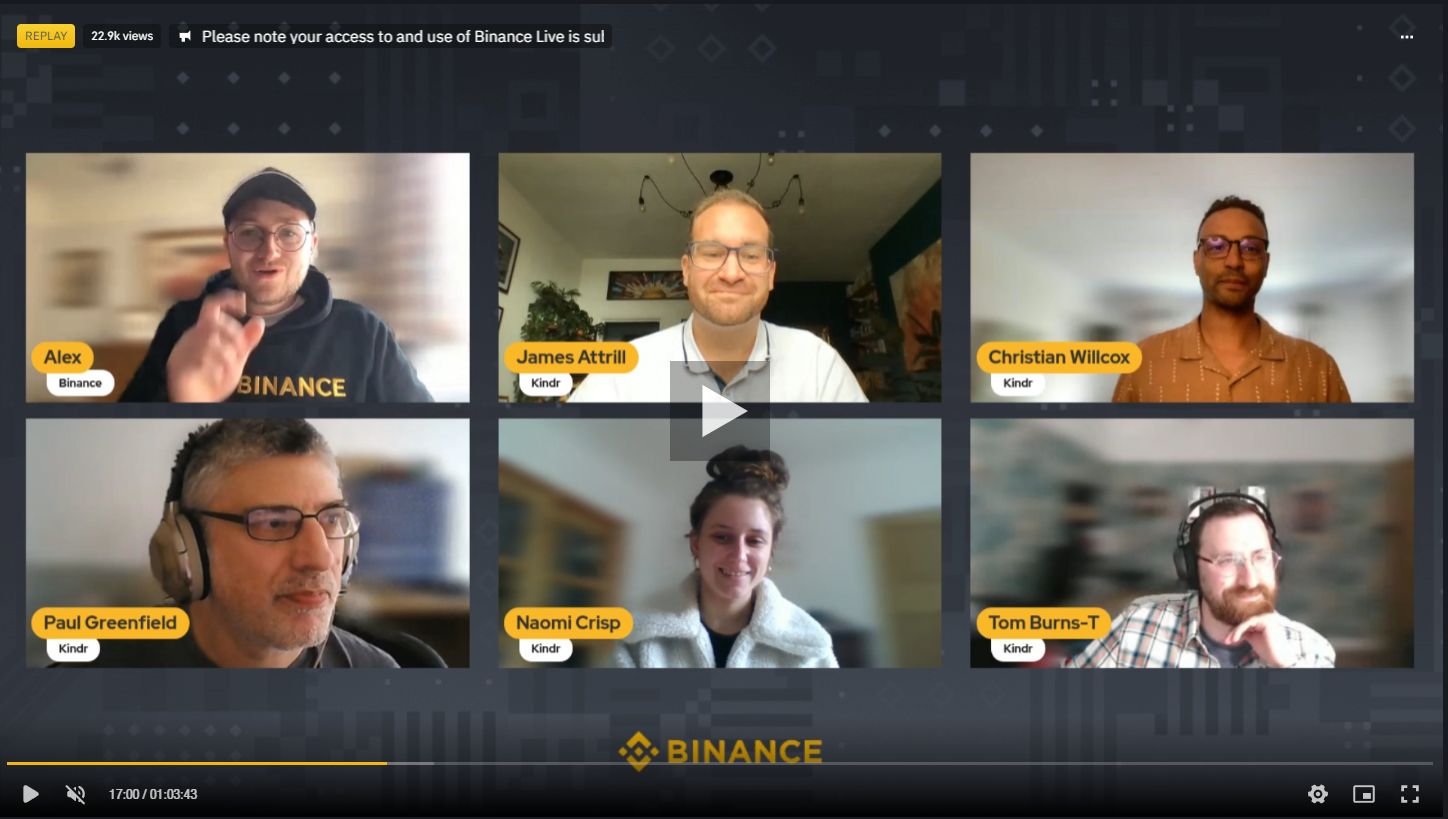 REPLAY
22.9k views
Please note your access to and use of Binance Live is sul
Alex
Binance
BINANCE
James Attrill
Kindr
Christian Willcox
Kindr
Paul Greenfield
Kindr
Naomi Crisp
Kindr
Tom Burns-T
Kindr
BINANCE
17:00 / 01:03:43